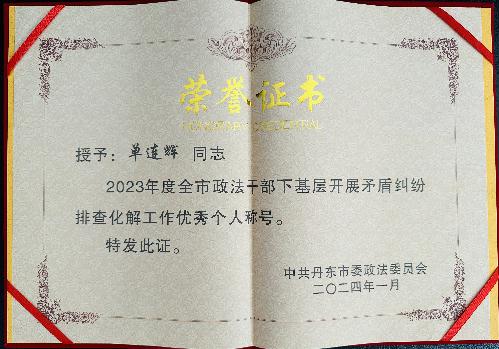 荣誉证书
HONORARY CREDENTIAL
授予：单连辉 同志
2023年度全市政法干部下基层开展矛盾纠纷
排查化解工作优秀个人称号。
特发此证。
中共丹东市委政法委员会
二〇二四年一月